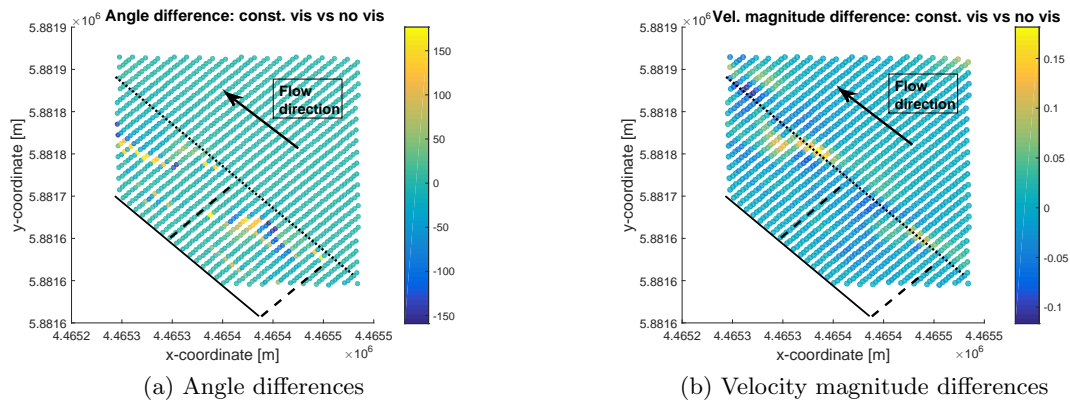 Angle difference: const. vis vs no vis
×10⁶
5.8819
5.8819
5.8818
5.8818
5.8817
5.8817
5.8816
5.8816
y-coordinate [m]
Flow
direction
4.4652 4.4653 4.4653 4.4654 4.4654 4.4655 4.4655
x-coordinate [m]
×10⁶
150
100
50
0
-50
-100
-150
(a) Angle differences
Vel. magnitude difference: const. vis vs no vis
×10⁶
5.8819
5.8819
5.8818
5.8818
5.8817
5.8817
5.8816
5.8816
y-coordinate [m]
Flow
direction
4.4652 4.4653 4.4653 4.4654 4.4654 4.4655 4.4655
x-coordinate [m]
×10⁶
0.15
0.1
0.05
0
-0.05
-0.1
(b) Velocity magnitude differences